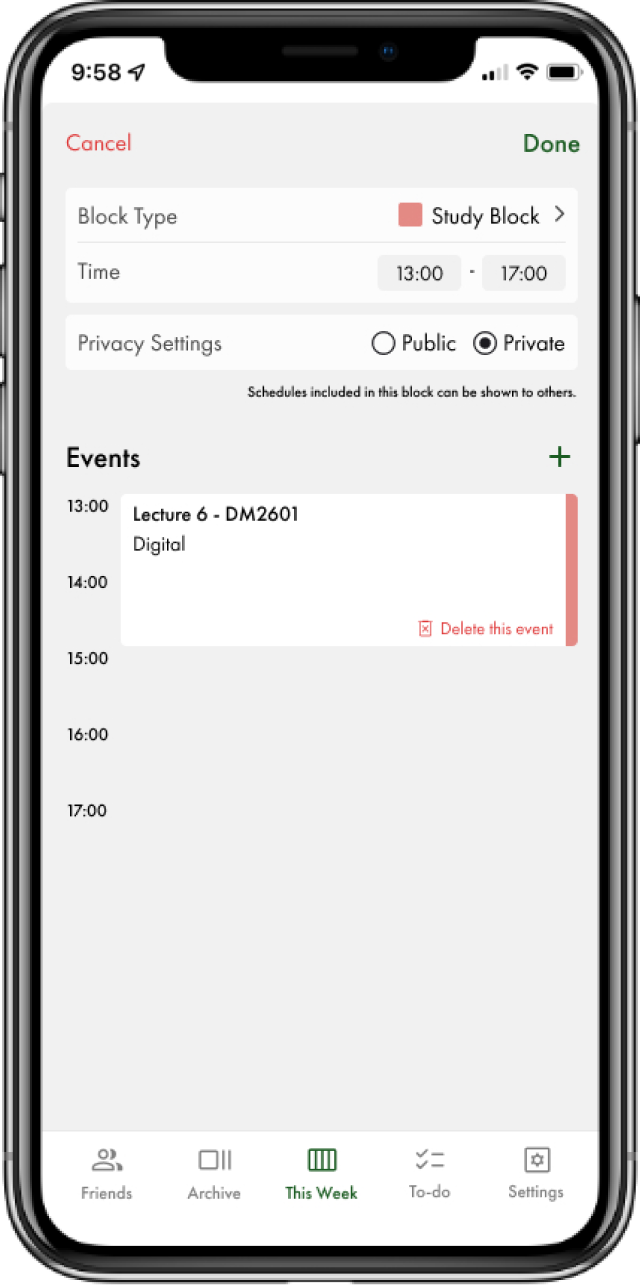 9:58
Cancel Done
Block Type Study Block
Time 13:00 - 17:00
Privacy Settings Public Private
Schedules included in this block can be shown to others.
Events +
13:00 Lecture 6 - DM2601
Digital
14:00
Delete this event
15:00
16:00
17:00
Friends Archive This Week To-do Settings